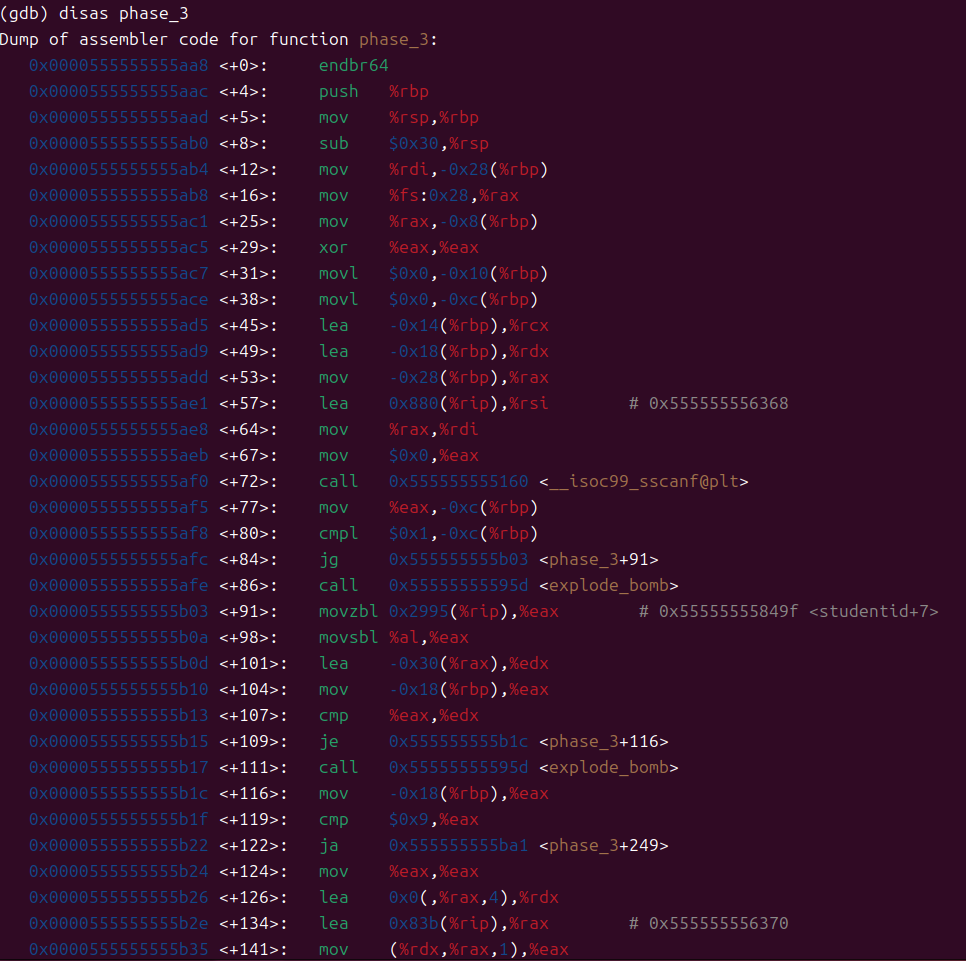 (gdb) disas phase_3
Dump of assembler code for function phase_3:
   0x0000555555555aa8 <+0>:     endbr64
   0x0000555555555aac <+4>:     push   %rbp
   0x0000555555555aad <+5>:     mov    %rsp,%rbp
   0x0000555555555ab0 <+8>:     sub    $0x30,%rsp
   0x0000555555555ab4 <+12>:    mov    %rdi,-0x28(%rbp)
   0x0000555555555ab8 <+16>:    mov    %fs:0x28,%rax
   0x0000555555555ac1 <+25>:    mov    %rax,-0x8(%rbp)
   0x0000555555555ac5 <+29>:    xor    %eax,%eax
   0x0000555555555ac7 <+31>:    movl   $0x0,-0x10(%rbp)
   0x0000555555555ace <+38>:    movl   $0x0,-0xc(%rbp)
   0x0000555555555ad5 <+45>:    lea    -0x14(%rbp),%rcx
   0x0000555555555ad9 <+49>:    lea    -0x18(%rbp),%rdx
   0x0000555555555add <+53>:    mov    -0x28(%rbp),%rax
   0x0000555555555ae1 <+57>:    lea    0x880(%rip),%rsi        # 0x555555556368
   0x0000555555555ae8 <+64>:    mov    %rax,%rdi
   0x0000555555555aeb <+67>:    mov    $0x0,%eax
   0x0000555555555af0 <+72>:    call   0x555555555160 <__isoc99_sscanf@plt>
   0x0000555555555af5 <+77>:    mov    %eax,-0xc(%rbp)
   0x0000555555555af8 <+80>:    cmpl   $0x1,-0xc(%rbp)
   0x0000555555555afc <+84>:    jg     0x555555555b03 <phase_3+91>
   0x0000555555555afe <+86>:    call   0x55555555595d <explode_bomb>
   0x0000555555555b03 <+91>:    movzbl 0x2995(%rip),%eax        # 0x55555555849f <studentid+7>
   0x0000555555555b0a <+98>:    movsbl %al,%eax
   0x0000555555555b0d <+101>:   lea    -0x30(%rax),%edx
   0x0000555555555b10 <+104>:   mov    -0x18(%rbp),%eax
   0x0000555555555b13 <+107>:   cmp    %eax,%edx
   0x0000555555555b15 <+109>:   je     0x555555555b1c <phase_3+116>
   0x0000555555555b17 <+111>:   call   0x55555555595d <explode_bomb>
   0x0000555555555b1c <+116>:   mov    -0x18(%rbp),%eax
   0x0000555555555b1f <+119>:   cmp    $0x9,%eax
   0x0000555555555b22 <+122>:   ja     0x555555555ba1 <phase_3+249>
   0x0000555555555b24 <+124>:   mov    %eax,%eax
   0x0000555555555b26 <+126>:   lea    0x0(,%rax,4),%rdx
   0x0000555555555b2e <+134>:   lea    0x83b(%rip),%rax        # 0x555555556370
   0x0000555555555b35 <+141>:   mov    (%rdx,%rax,1),%eax